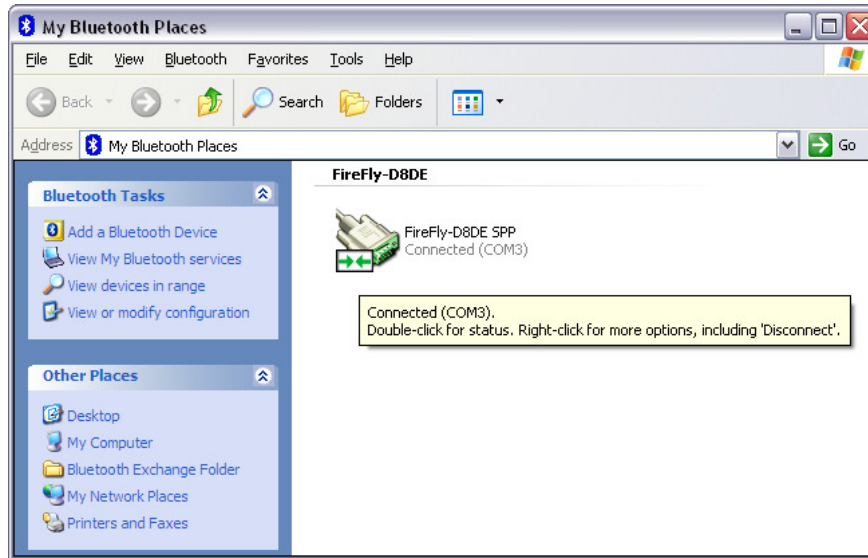 My Bluetooth Places
File Edit View Bluetooth Favorites Tools Help
Back Search Folders
Address My Bluetooth Places Go
FireFly-D8DE
Bluetooth Tasks
Add a Bluetooth Device
View My Bluetooth services
View devices in range
View or modify configuration
FireFly-D8DE SPP
Connected (COM3)
Connected (COM3).
Double-click for status. Right-click for more options, including 'Disconnect'.
Other Places
Desktop
My Computer
Bluetooth Exchange Folder
My Network Places
Printers and Faxes